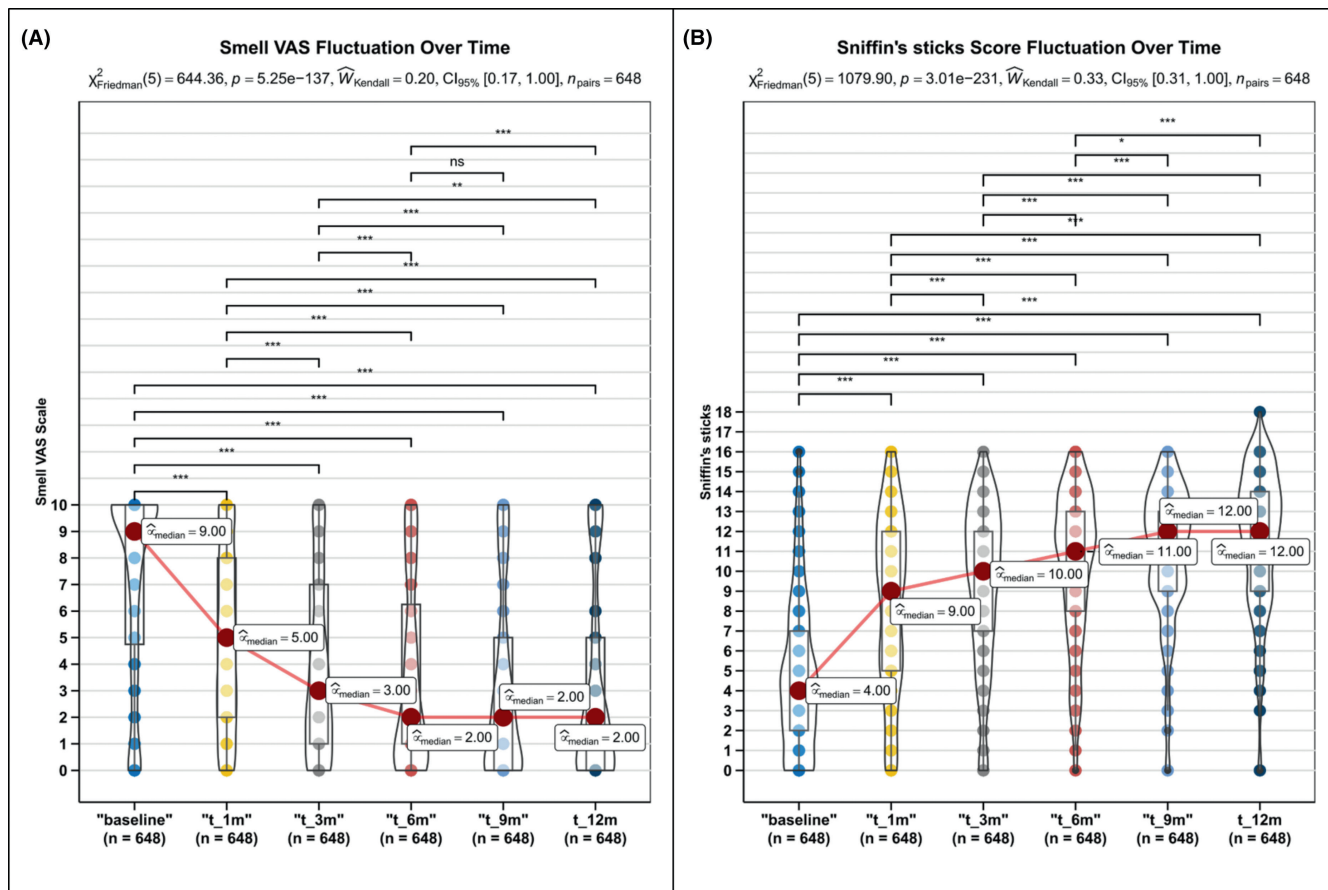 (A)
Smell VAS Fluctuation Over Time
χ²Friedman(5) = 644.36, p = 5.25e−137, ŴKendall = 0.20, CI95% [0.17, 1.00], npairs = 648
***
ns
**
***
***
***
***
***
***
***
***
***
***
***
Smell VAS Scale
10
9
8
7
6
5
4
3
2
1
0
μ̂median = 9.00
μ̂median = 5.00
μ̂median = 3.00
μ̂median = 2.00
μ̂median = 2.00
μ̂median = 2.00
"baseline" "t_1m" "t_3m" "t_6m" "t_9m" t_12m
(n = 648) (n = 648) (n = 648) (n = 648) (n = 648) (n = 648)
(B)
Sniffin's sticks Score Fluctuation Over Time
χ²Friedman(5) = 1079.90, p = 3.01e−231, ŴKendall = 0.33, CI95% [0.31, 1.00], npairs = 648
***
*
***
***
***
***
***
***
***
***
***
***
***
***
***
Sniffin's sticks
18
16
15
14
13
12
11
10
9
8
7
6
5
4
3
2
1
0
μ̂median = 4.00
μ̂median = 9.00
μ̂median = 10.00
μ̂median = 11.00
μ̂median = 12.00
μ̂median = 12.00
"baseline" "t_1m" "t_3m" "t_6m" "t_9m" t_12m
(n = 648) (n = 648) (n = 648) (n = 648) (n = 648) (n = 648)